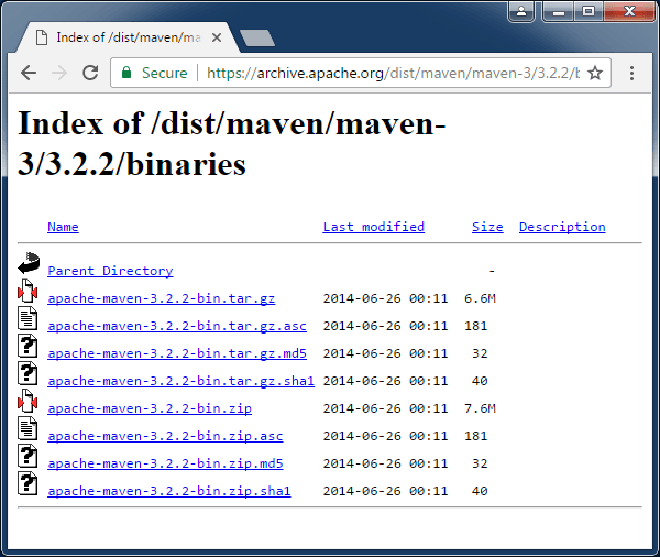 Index of /dist/maven/ma
Secure https://archive.apache.org/dist/maven/maven-3/3.2.2/b
Index of /dist/maven/maven-
3/3.2.2/binaries
Name Last modified Size Description
Parent Directory -
apache-maven-3.2.2-bin.tar.gz 2014-06-26 00:11 6.6M
apache-maven-3.2.2-bin.tar.gz.asc 2014-06-26 00:11 181
apache-maven-3.2.2-bin.tar.gz.md5 2014-06-26 00:11 32
apache-maven-3.2.2-bin.tar.gz.sha1 2014-06-26 00:11 40
apache-maven-3.2.2-bin.zip 2014-06-26 00:11 7.6M
apache-maven-3.2.2-bin.zip.asc 2014-06-26 00:11 181
apache-maven-3.2.2-bin.zip.md5 2014-06-26 00:11 32
apache-maven-3.2.2-bin.zip.sha1 2014-06-26 00:11 40